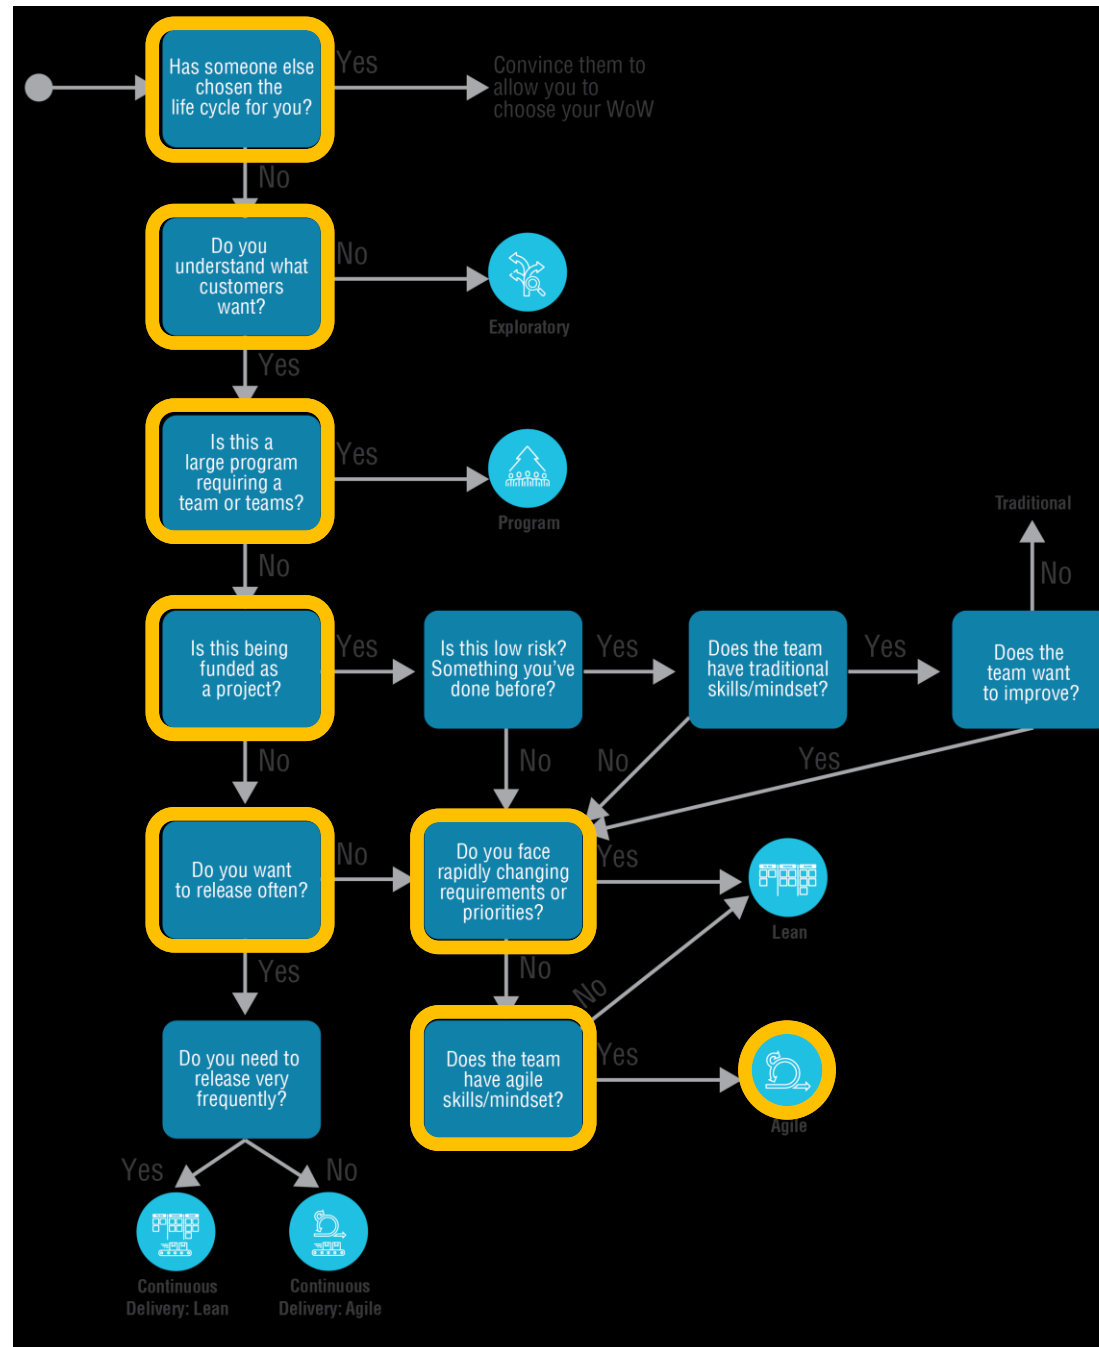 Has someone else
chosen the
life cycle for you?
Yes
Convince them to
allow you to
choose your WoW
No
Do you
understand what
customers
want?
No
Exploratory
Yes
Is this a
large program
requiring a
team or teams?
Yes
Program
Traditional
No
No
Is this being
funded as
a project?
Yes
Is this low risk?
Something you've
done before?
Yes
Does the team
have traditional
skills/mindset?
Yes
Does the
team want
to improve?
No
No
No
Yes
Do you want
to release often?
No
Do you face
rapidly changing
requirements or
priorities?
Yes
Lean
Yes
No
No
Do you need to
release very
frequently?
Does the team
have agile
skills/mindset?
Yes
Agile
Yes
No
Continuous
Delivery: Lean
Continuous
Delivery: Agile